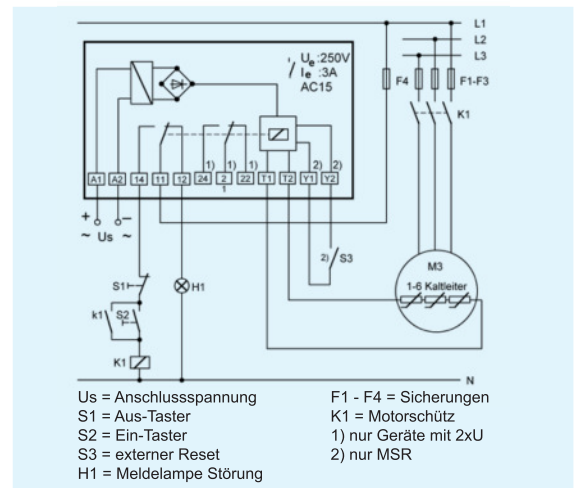 L1
L2
L3
Ue :250V
Ie :3A
AC15
F4
F1-F3
K1
1) 1) 1) 2) 2)
A1 A2 14 11 12 24 21 22 T1 T2 Y1 Y2
+ –
~ Us ~
2) S3
M3
1-6 Kaltleiter
S1
H1
k1 S2
K1
N
Us = Anschlussspannung
S1 = Aus-Taster
S2 = Ein-Taster
S3 = externer Reset
H1 = Meldelampe Störung
F1 - F4 = Sicherungen
K1 = Motorschütz
1) nur Geräte mit 2xU
2) nur MSR